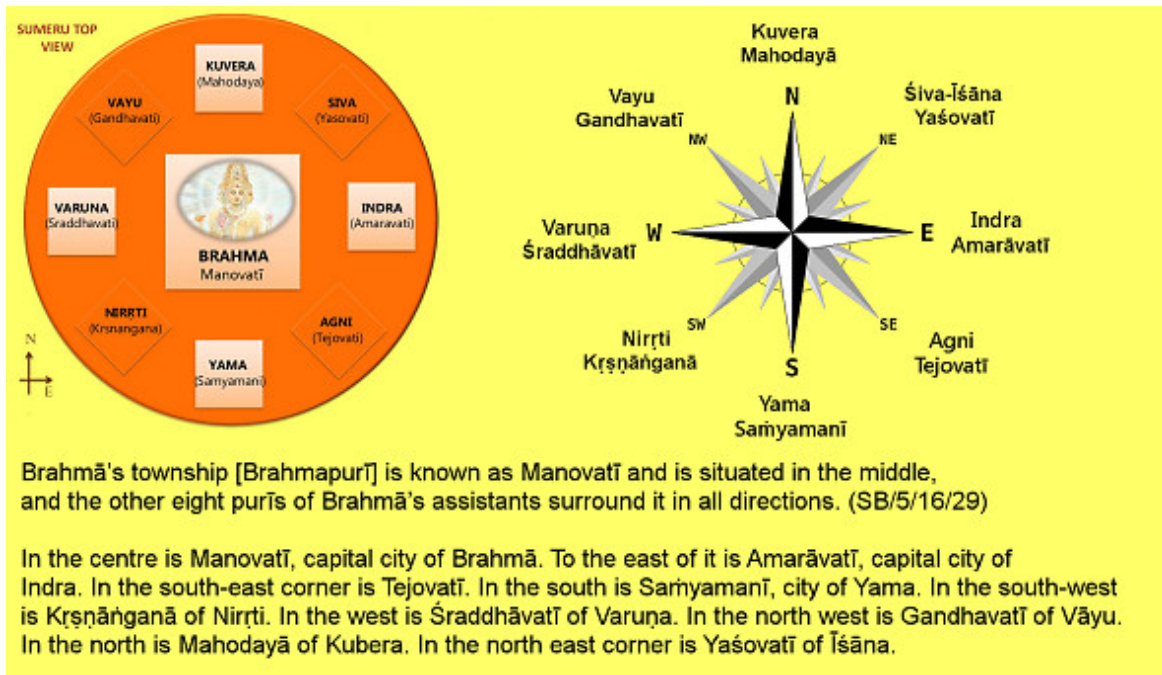 SUMERU TOP
VIEW
KUVERA
(Mahodaya)
VAYU
(Gandhavati)
SIVA
(Yasovati)
VARUNA
(Sraddhavati)
INDRA
(Amaravati)
BRAHMA
Manovatī
NIRRTI
(Krsnangana)
AGNI
(Tejovati)
YAMA
(Samyamani)
N
E
Kuvera
Mahodayā
N
Vayu
Gandhavatī
NW
Śiva-Īśāna
Yaśovatī
NE
Varuṇa
Śraddhāvatī
W
E
Indra
Amarāvatī
Nirṛti
Kṛṣṇāṅganā
SW
SE
Agni
Tejovatī
S
Yama
Saṁyamanī
Brahmā's township [Brahmapurī] is known as Manovatī and is situated in the middle,
and the other eight purīs of Brahmā's assistants surround it in all directions. (SB/5/16/29)
In the centre is Manovatī, capital city of Brahmā. To the east of it is Amarāvatī, capital city of
Indra. In the south-east corner is Tejovatī. In the south is Saṁyamanī, city of Yama. In the south-west
is Kṛṣṇāṅganā of Nirṛti. In the west is Śraddhāvatī of Varuṇa. In the north west is Gandhavatī of Vāyu.
In the north is Mahodayā of Kubera. In the north east corner is Yaśovatī of Īśāna.